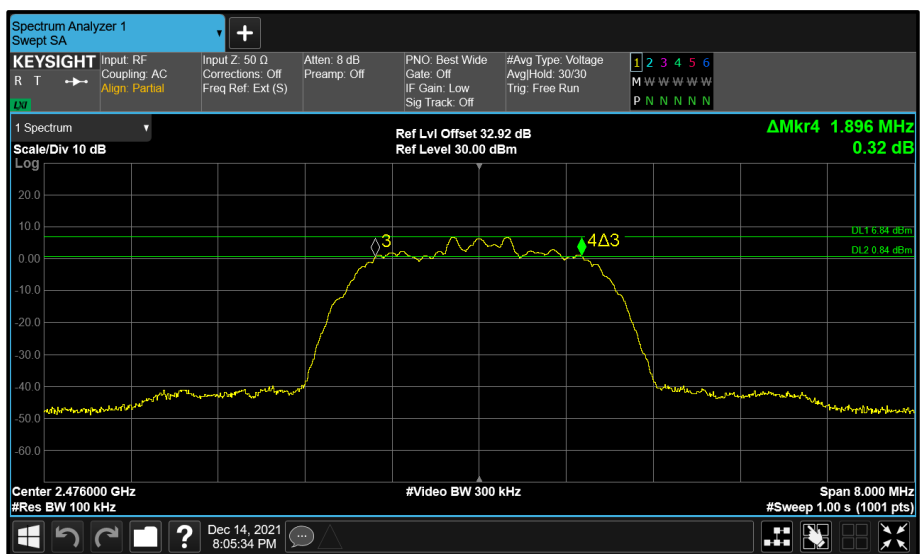 Spectrum Analyzer 1
Swept SA
+
KEYSIGHT
R T
LXI
Input: RF
Coupling: AC
Align: Partial
Input Z: 50 Ω
Corrections: Off
Freq Ref: Ext (S)
Atten: 8 dB
Preamp: Off
PNO: Best Wide
Gate: Off
IF Gain: Low
Sig Track: Off
#Avg Type: Voltage
Avg|Hold: 30/30
Trig: Free Run
1 2 3 4 5 6
M W W W W W
P N N N N N
1 Spectrum
Scale/Div 10 dB
Ref Lvl Offset 32.92 dB
Ref Level 30.00 dBm
ΔMkr4 1.896 MHz
0.32 dB
Log
20.0
10.0
0.00
-10.0
-20.0
-30.0
-40.0
-50.0
-60.0
3
4Δ3
DL1 6.84 dBm
DL2 0.84 dBm
Center 2.476000 GHz
#Res BW 100 kHz
#Video BW 300 kHz
Span 8.000 MHz
#Sweep 1.00 s (1001 pts)
?
Dec 14, 2021
8:05:34 PM